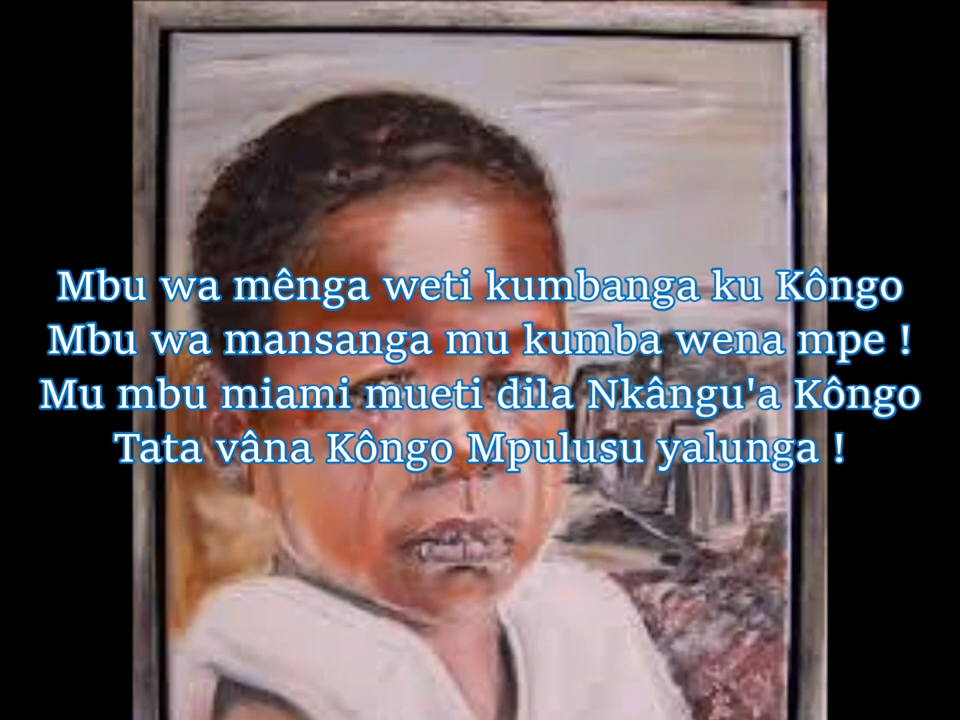 Mbu wa mênga weti kumbanga ku Kôngo
Mbu wa mansanga mu kumba wena mpe !
Mu mbu miami mueti dila Nkângu'a Kôngo
Tata vâna Kôngo Mpulusu yalunga !